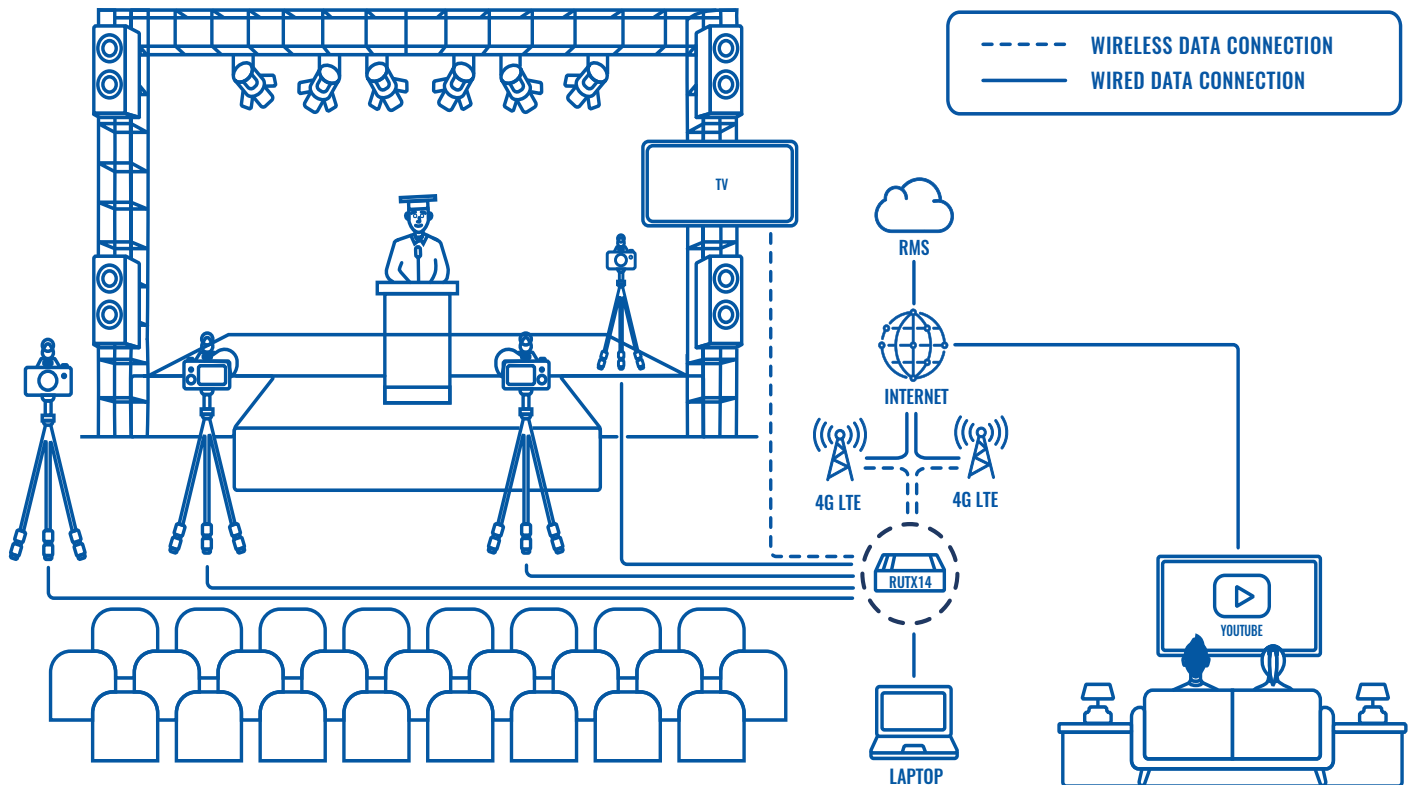 WIRELESS DATA CONNECTION
WIRED DATA CONNECTION
TV
RMS
INTERNET
4G LTE
4G LTE
RUTX14
YOUTUBE
LAPTOP